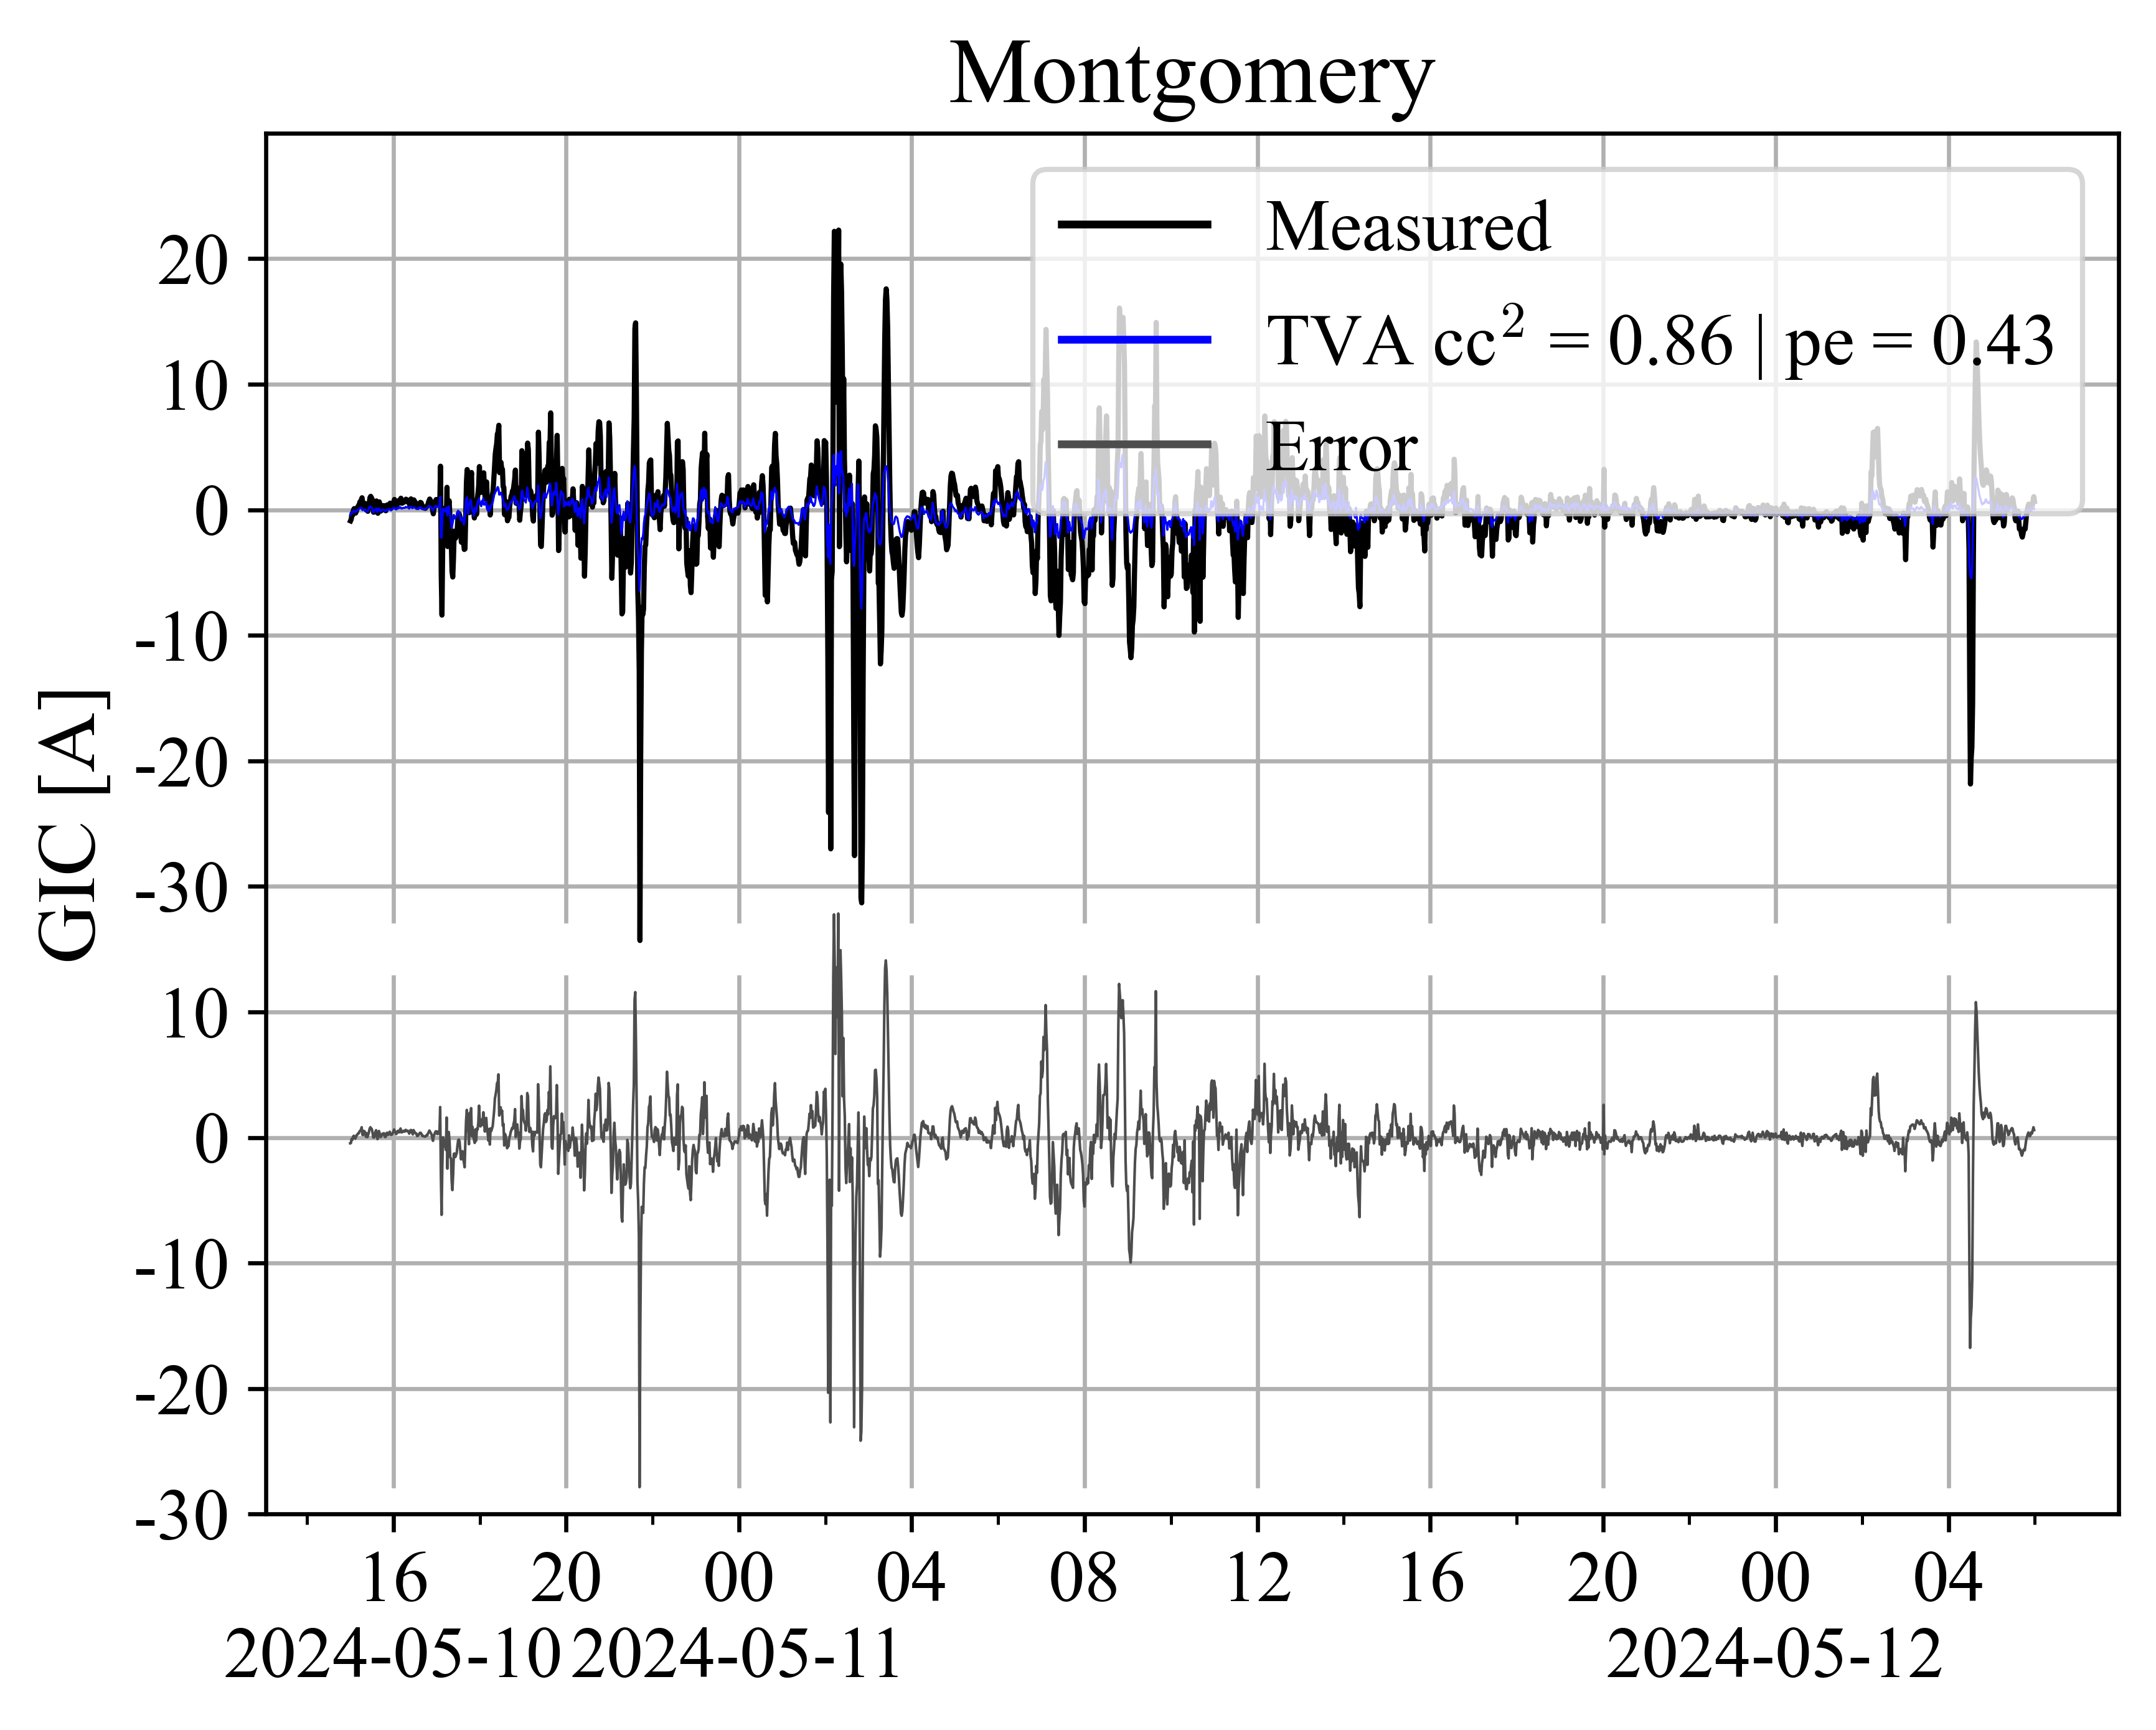 Montgomery
Measured
TVA cc² = 0.86 | pe = 0.43
Error
GIC [A]
20
10
0
-10
-20
-30
10
0
-10
-20
-30
16 20 00 04 08 12 16 20 00 04
2024-05-10 2024-05-11 2024-05-12